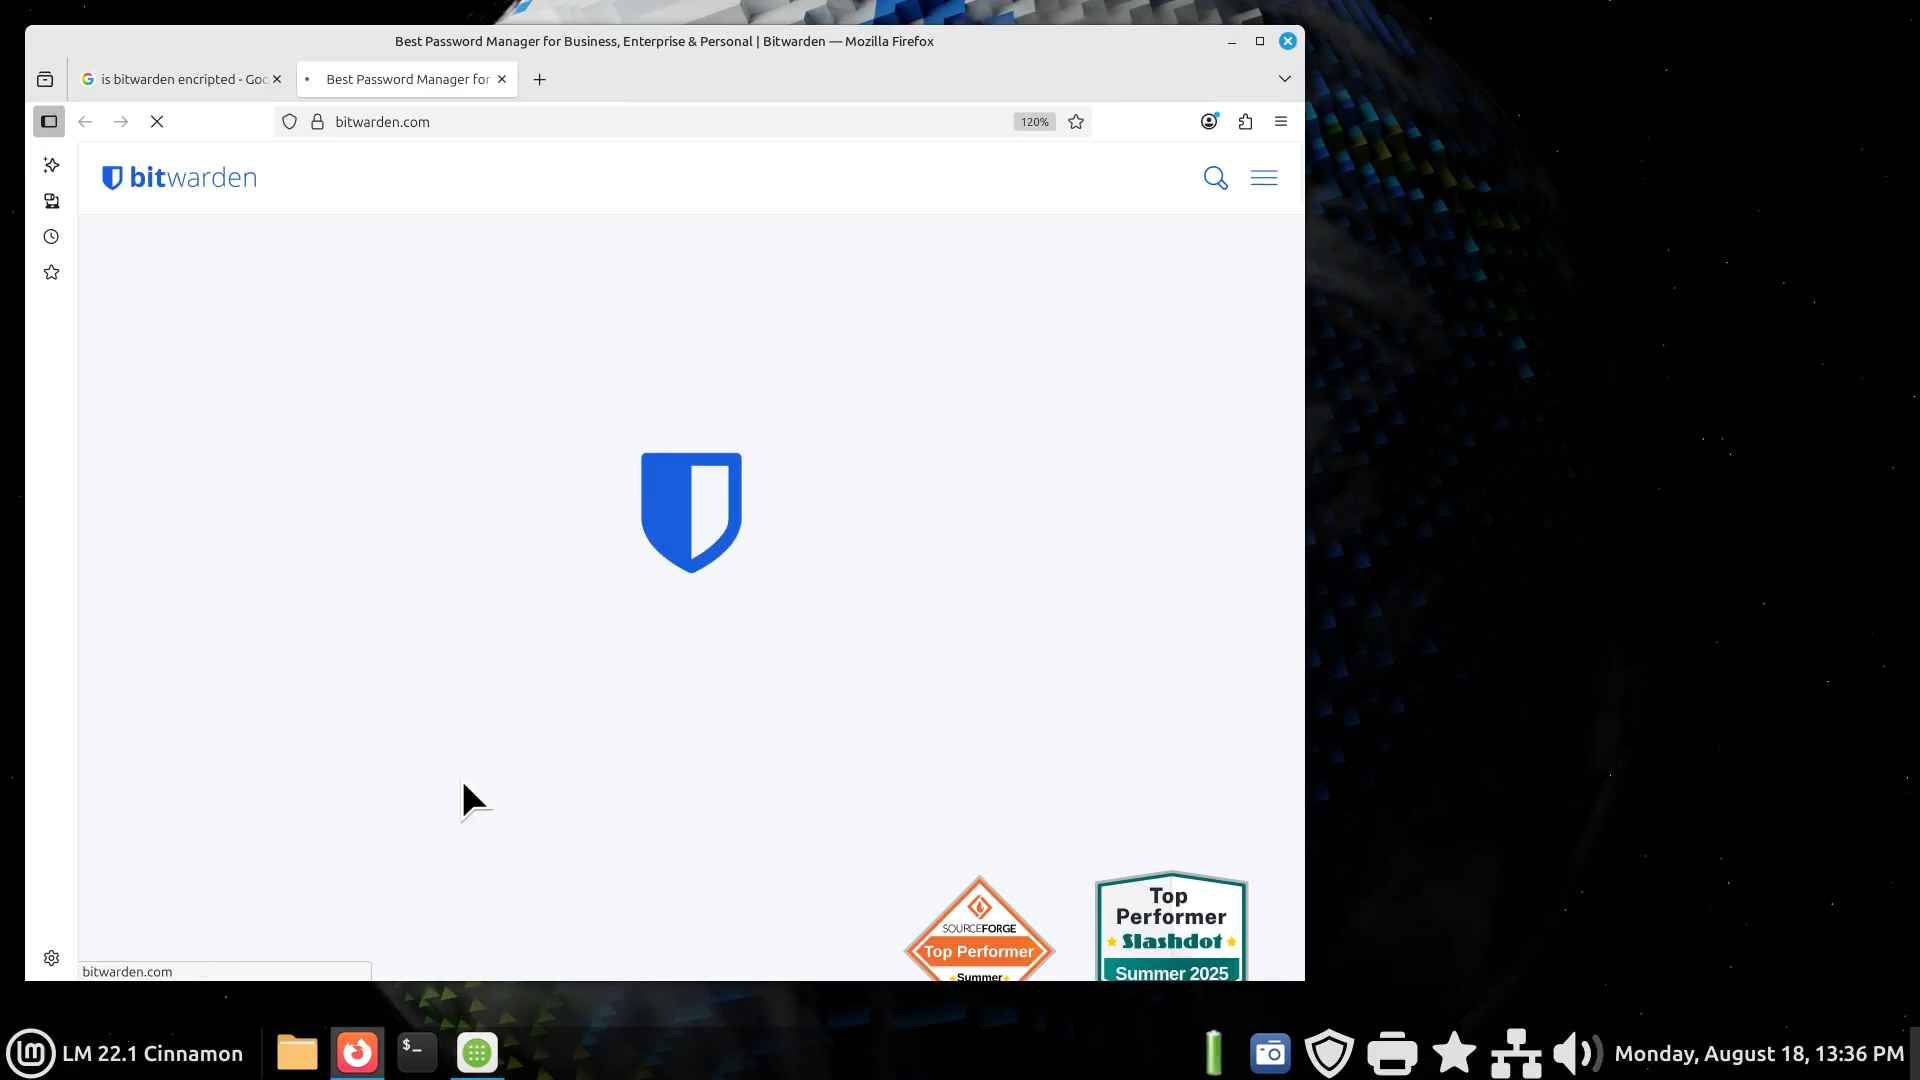 Best Password Manager for Business, Enterprise & Personal | Bitwarden — Mozilla Firefox
is bitwarden encripted - Goo
Best Password Manager for
bitwarden.com
120%
bitwarden
SOURCEFORGE
Top Performer
Summer
Top
Performer
Slashdot
Summer 2025
bitwarden.com
$_
LM 22.1 Cinnamon
Monday, August 18, 13:36 PM